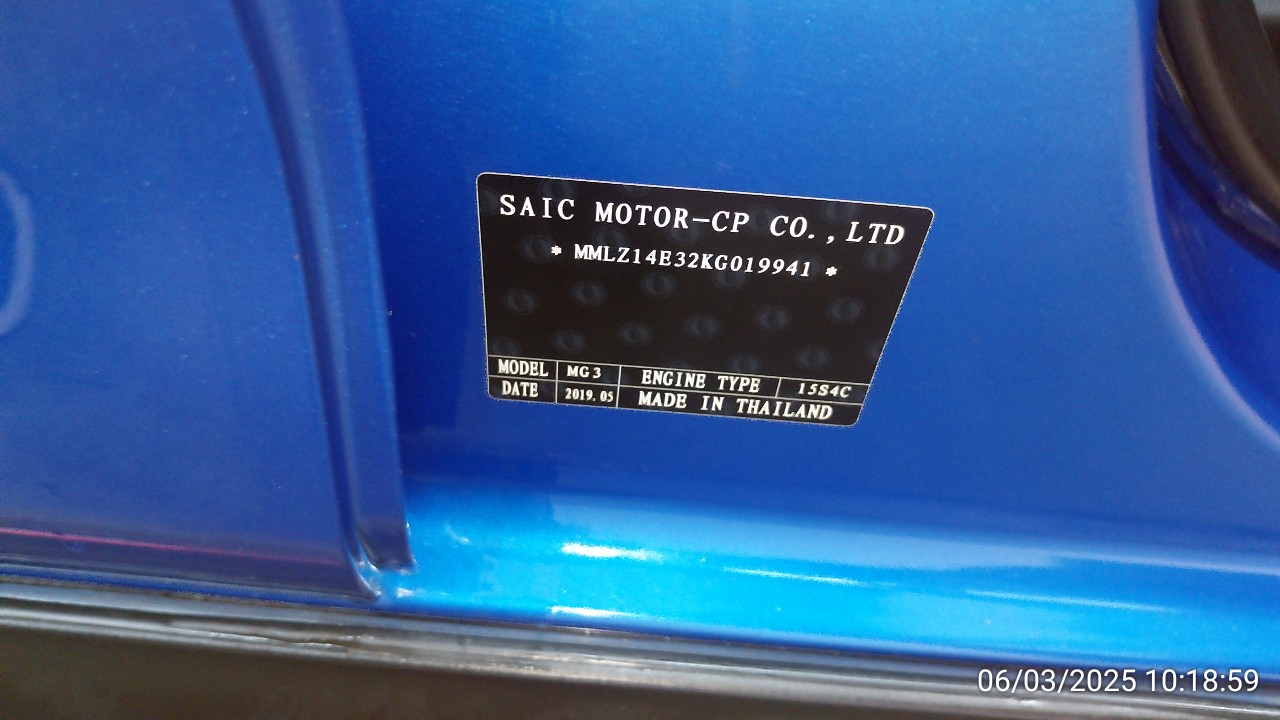 SAIC MOTOR-CP CO.,LTD
* MMLZ14E32KG019941 *
MODEL MG3 ENGINE TYPE 15S4C
DATE 2019.05 MADE IN THAILAND
06/03/2025 10:18:59